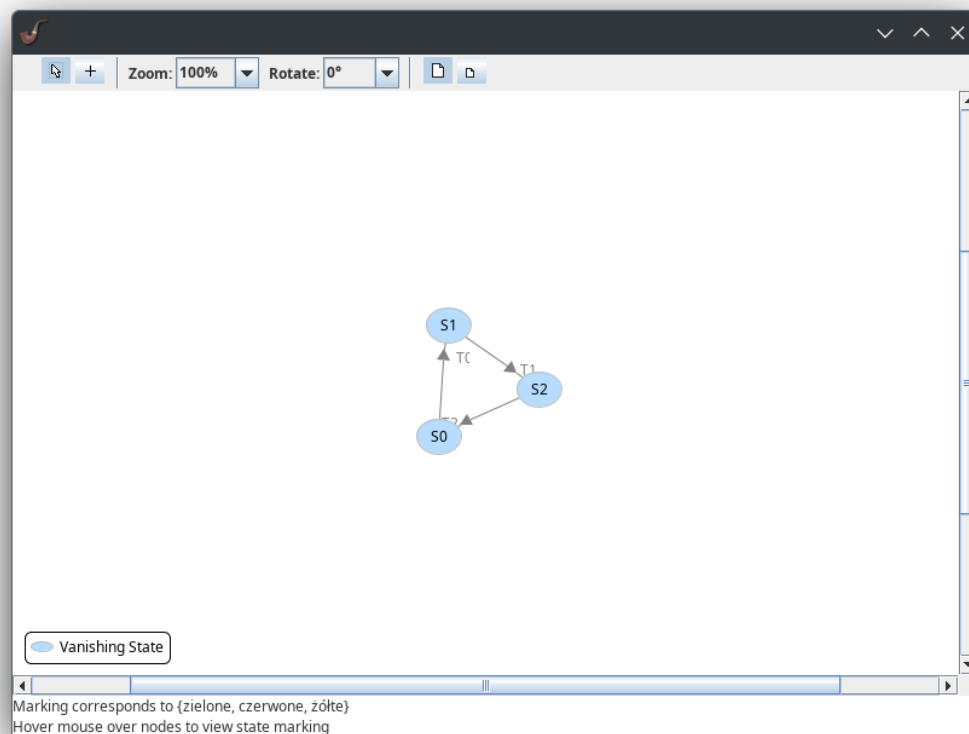 Zoom: 100% Rotate: 0°
S1
T1
S2
S0
Vanishing State
Marking corresponds to {zielone, czerwone, żółte}
Hover mouse over nodes to view state marking